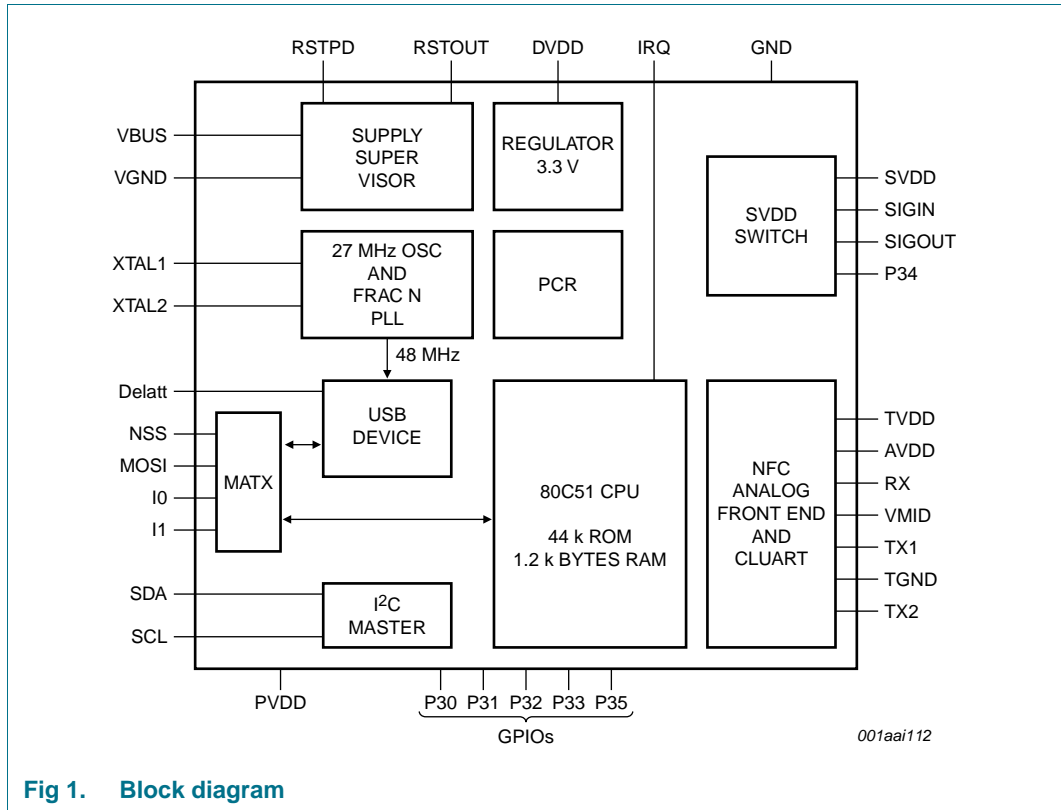 RSTPD RSTOUT DVDD IRQ GND
VBUS
VGND
SUPPLY
SUPER
VISOR
REGULATOR
3.3 V
SVDD
SWITCH
SVDD
SIGIN
SIGOUT
P34
XTAL1
XTAL2
27 MHz OSC
AND
FRAC N
PLL
PCR
48 MHz
Delatt
NSS
MOSI
I0
I1
MATX
USB
DEVICE
80C51 CPU
44 k ROM
1.2 k BYTES RAM
NFC
ANALOG
FRONT END
AND
CLUART
TVDD
AVDD
RX
VMID
TX1
TGND
TX2
SDA
SCL
I²C
MASTER
PVDD
P30 P31 P32 P33 P35
GPIOs
001aai112
Fig 1. Block diagram